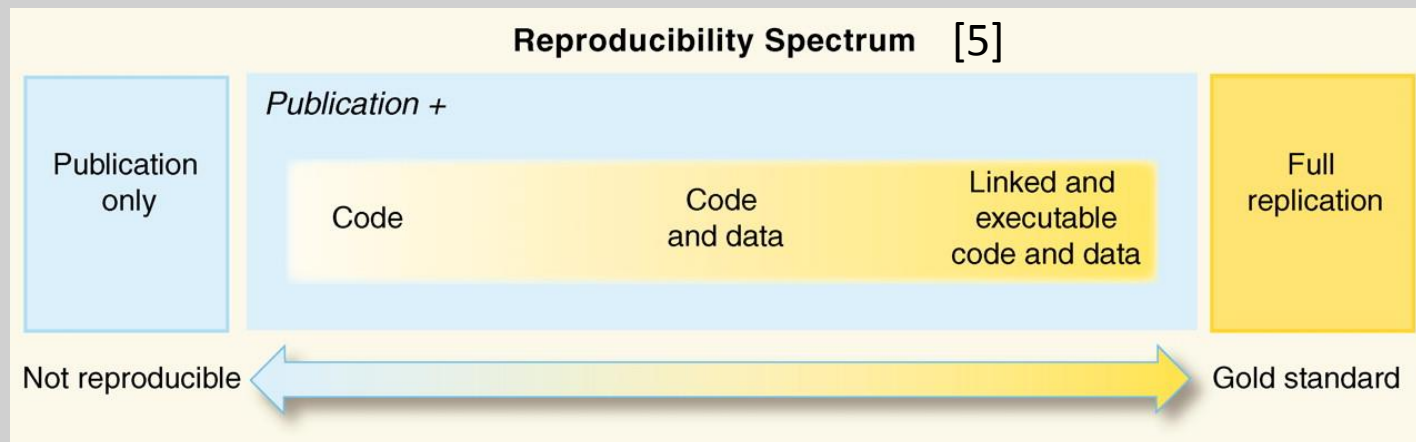 Reproducibility Spectrum [5]
Publication +
Publication
only
Code
Code
and data
Linked and
executable
code and data
Full
replication
Not reproducible
Gold standard